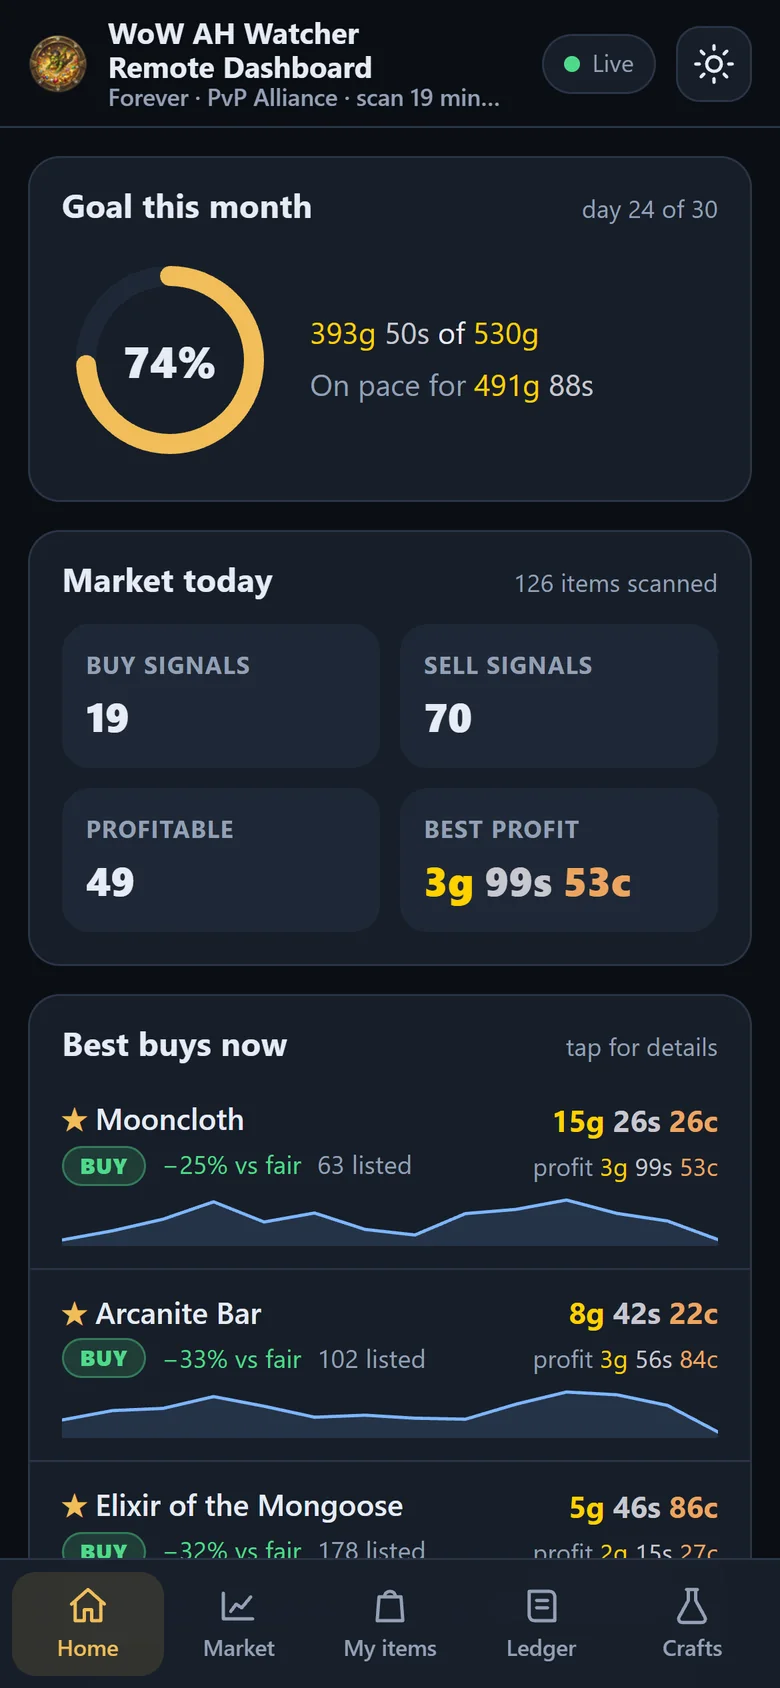 WoW AH Watcher
Remote Dashboard
Forever · PvP Alliance · scan 19 min...
Live
Goal this month
day 24 of 30
74%
393g 50s of 530g
On pace for 491g 88s
Market today
126 items scanned
BUY SIGNALS
19
SELL SIGNALS
70
PROFITABLE
49
BEST PROFIT
3g 99s 53c
Best buys now
tap for details
★ Mooncloth
15g 26s 26c
BUY −25% vs fair 63 listed
profit 3g 99s 53c
★ Arcanite Bar
8g 42s 22c
BUY −33% vs fair 102 listed
profit 3g 56s 84c
★ Elixir of the Mongoose
5g 46s 86c
BUY −32% vs fair 178 listed
profit 2g 15s 27c
Home
Market
My items
Ledger
Crafts